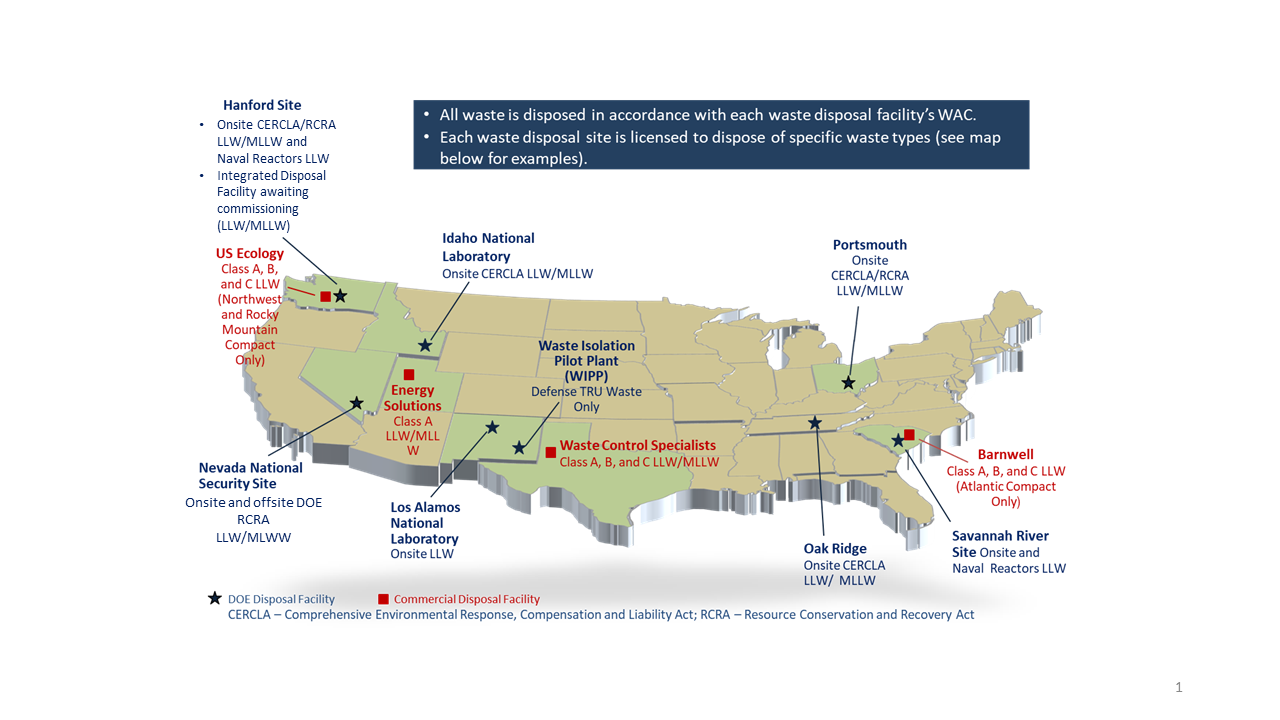 Hanford Site
• Onsite CERCLA/RCRA
LLW/MLLW and
Naval Reactors LLW
• Integrated Disposal
Facility awaiting
commissioning
(LLW/MLLW)
• All waste is disposed in accordance with each waste disposal facility's WAC.
• Each waste disposal site is licensed to dispose of specific waste types (see map
below for examples).
US Ecology
Class A, B,
and C LLW
(Northwest
and Rocky
Mountain
Compact
Only)
Idaho National
Laboratory
Onsite CERCLA LLW/MLLW
Portsmouth
Onsite
CERCLA/RCRA
LLW/MLLW
Waste Isolation
Pilot Plant
(WIPP)
Defense TRU Waste
Only
Energy
Solutions
Class A
LLW/MLL
W
Waste Control Specialists
Class A, B, and C LLW/MLLW
Barnwell
Class A, B, and C LLW
(Atlantic Compact
Only)
Nevada National
Security Site
Onsite and offsite DOE
RCRA
LLW/MLWW
Los Alamos
National
Laboratory
Onsite LLW
Oak Ridge
Onsite CERCLA
LLW/ MLLW
Savannah River
Site Onsite and
Naval Reactors LLW
DOE Disposal Facility
Commercial Disposal Facility
CERCLA – Comprehensive Environmental Response, Compensation and Liability Act; RCRA – Resource Conservation and Recovery Act
1